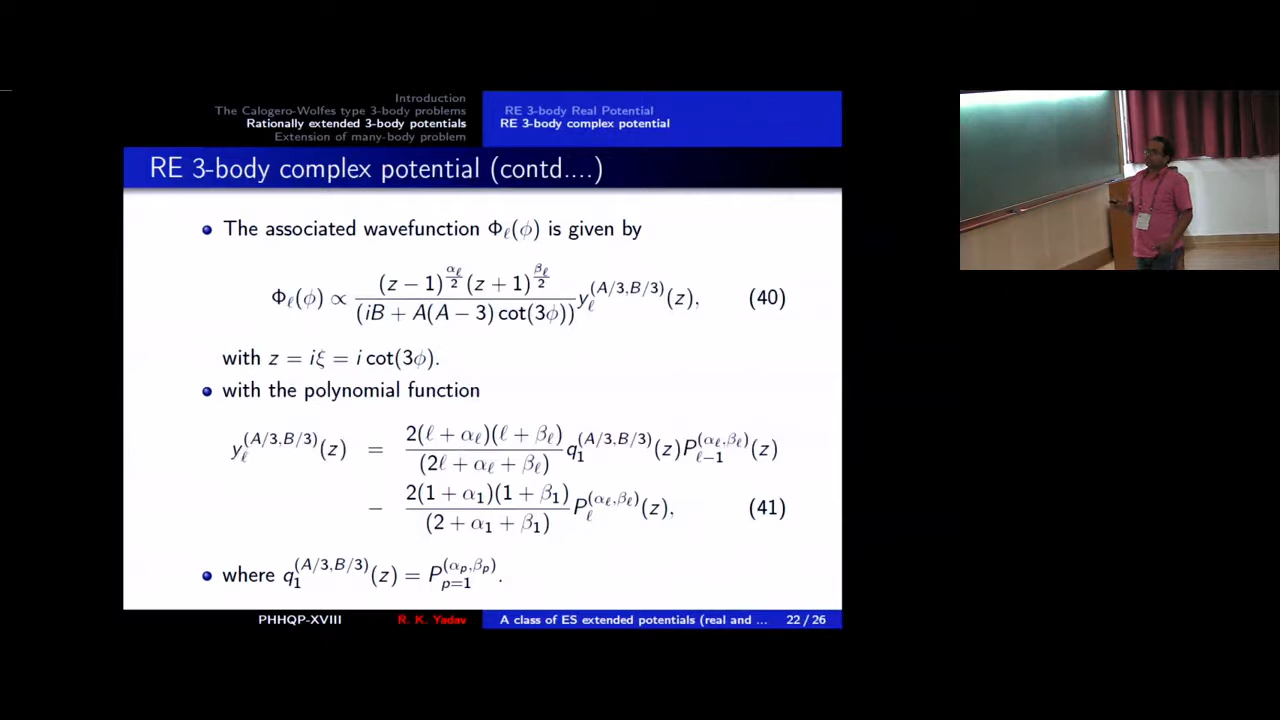 Introduction
The Calogero-Wolfes type 3-body problems
Rationally extended 3-body potentials
Extension of many-body problem
RE 3-body Real Potential
RE 3-body complex potential
RE 3-body complex potential (contd....)
The associated wavefunction Φ_ℓ(ϕ) is given by
Φ_ℓ(ϕ) ∝ (z − 1)^{α_ℓ/2} (z + 1)^{β_ℓ/2} / (iB + A(A − 3) cot(3ϕ)) y_ℓ^{(A/3,B/3)}(z), (40)
with z = iξ = i cot(3ϕ).
with the polynomial function
y_ℓ^{(A/3,B/3)}(z) = 2(ℓ + α_ℓ)(ℓ + β_ℓ) / (2ℓ + α_ℓ + β_ℓ) q_1^{(A/3,B/3)}(z) P_{ℓ−1}^{(α_ℓ,β_ℓ)}(z)
− 2(1 + α_1)(1 + β_1) / (2 + α_1 + β_1) P_ℓ^{(α_ℓ,β_ℓ)}(z), (41)
where q_1^{(A/3,B/3)}(z) = P_{p=1}^{(α_p,β_p)}.
PHHQP-XVIII R. K. Yadav A class of ES extended potentials (real and ... 22 / 26